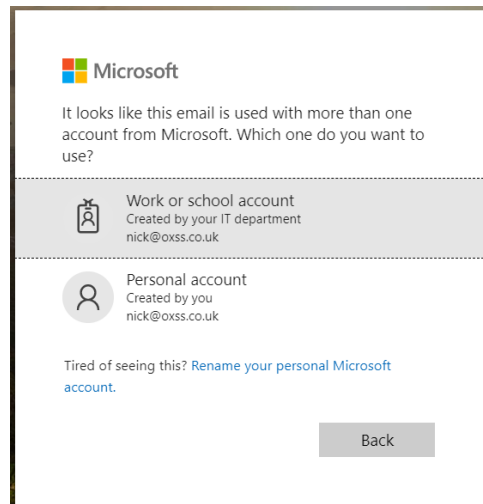 Microsoft
It looks like this email is used with more than one
account from Microsoft. Which one do you want to
use?
Work or school account
Created by your IT department
nick@oxss.co.uk
Personal account
Created by you
nick@oxss.co.uk
Tired of seeing this? Rename your personal Microsoft
account.
Back